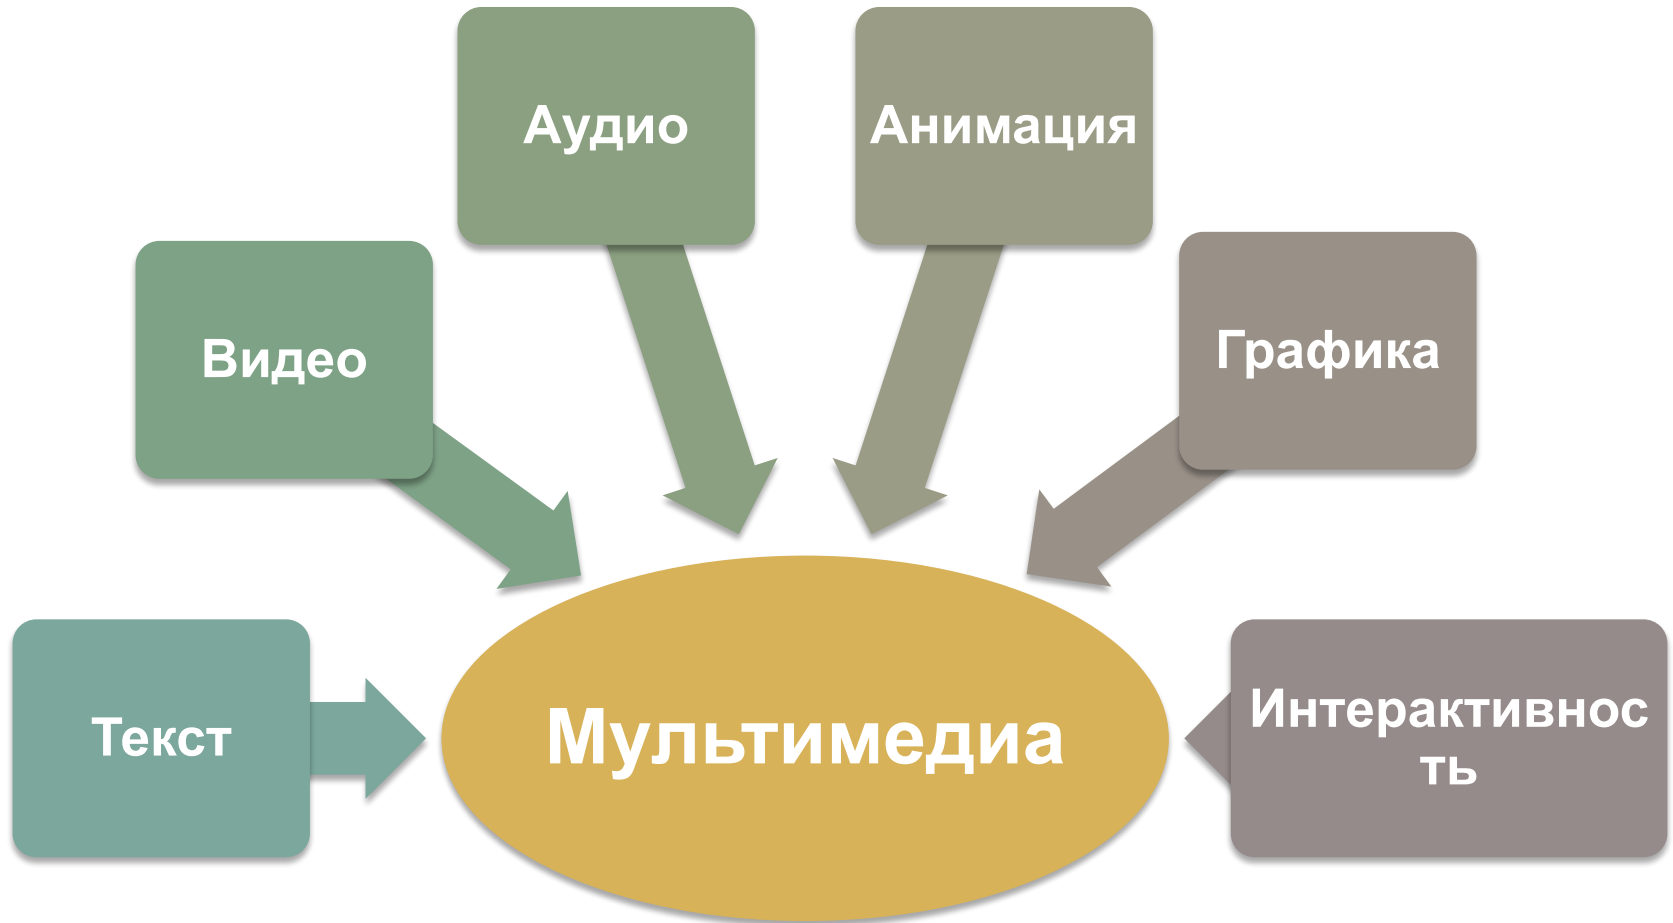 Аудио
Анимация
Видео
Графика
Текст
Мультимедиа
Интерактивнос
ть